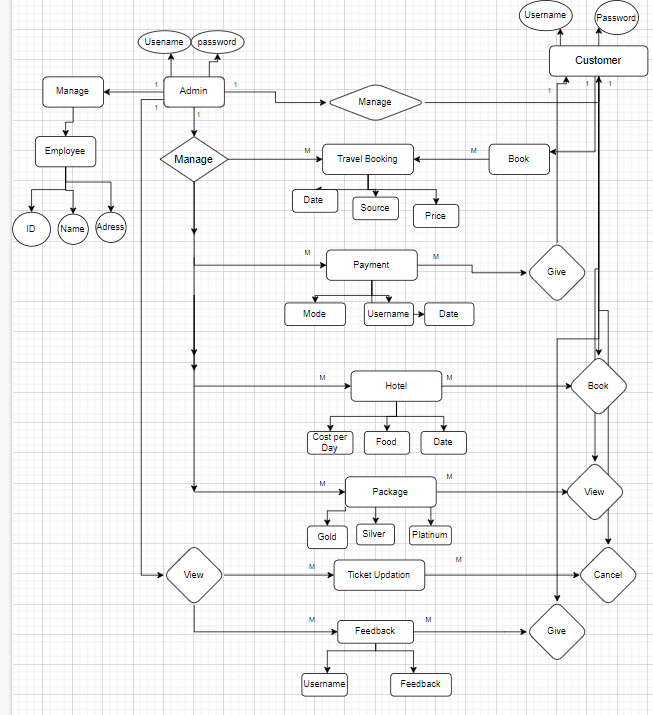 Username
Password
Usename
password
Customer
Manage
1
Admin
1
1
1
1
1
1
Manage
Employee
Manage
M
Travel Booking
M
Book
Date
Source
Price
ID
Name
Adress
M
Payment
M
Give
Mode
Username
Date
M
Hotel
M
Book
Cost per
Day
Food
Date
M
Package
M
View
Gold
Silver
Platinum
View
M
Ticket Updation
M
Cancel
M
Feedback
M
Give
Username
Feedback